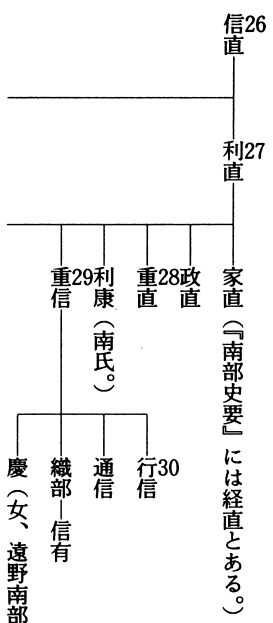 信直26
利直27
家直(『南部史要』には経直とある。)
政直
重直28
利康(南氏。)
重信29
行信30
通信
織部―信有
慶(女、遠野南部